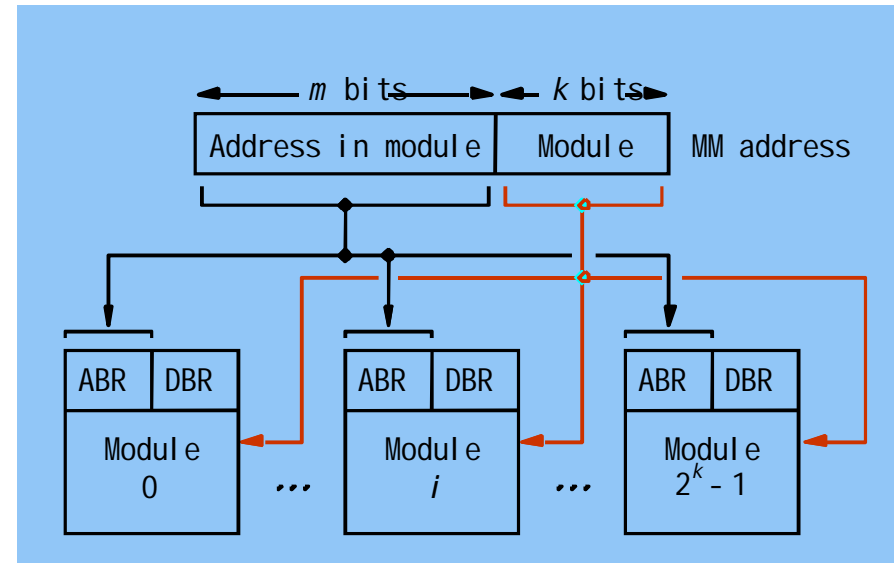 m bits k bits
Address in module Module MM address
ABR DBR ABR DBR ABR DBR
Module Module Module
0 ... i ... 2^k - 1